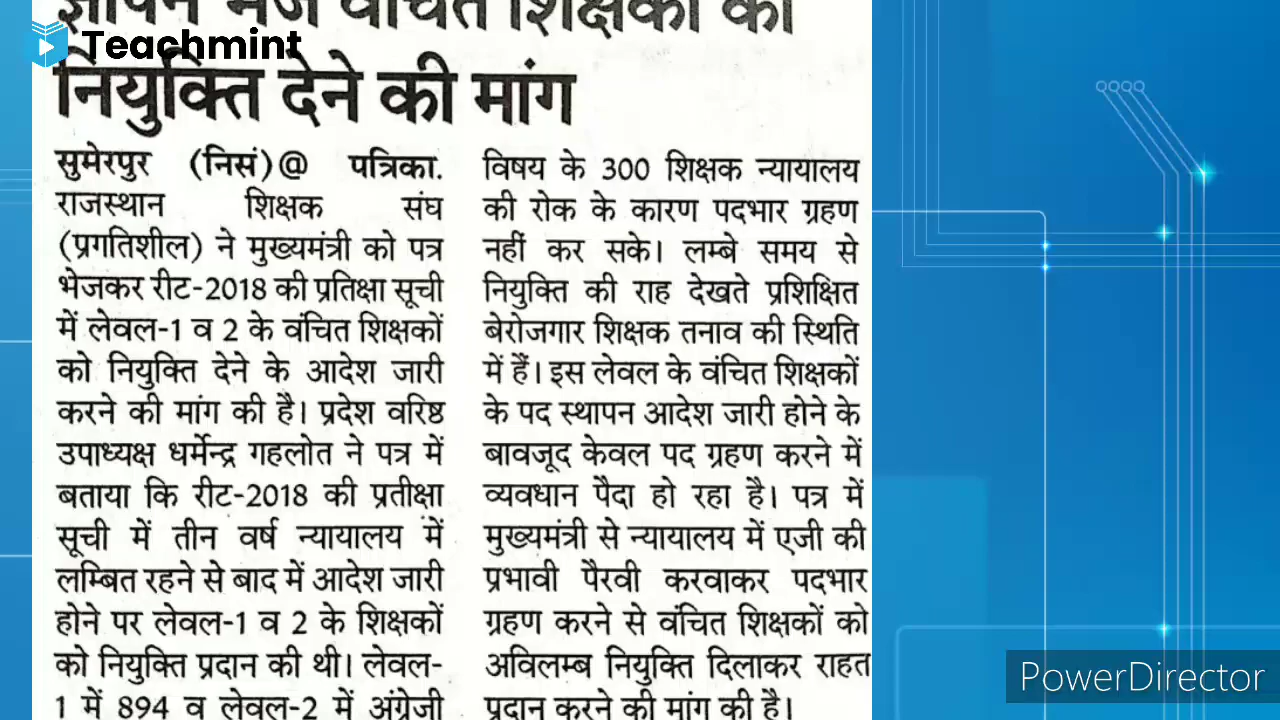 ज्ञापन भेज वंचित शिक्षकों को
Teachmint
नियुक्ति देने की मांग
सुमेरपुर (निसं)@ पत्रिका.
राजस्थान शिक्षक संघ
(प्रगतिशील) ने मुख्यमंत्री को पत्र
भेजकर रीट-2018 की प्रतिक्षा सूची
में लेवल-1 व 2 के वंचित शिक्षकों
को नियुक्ति देने के आदेश जारी
करने की मांग की है। प्रदेश वरिष्ठ
उपाध्यक्ष धर्मेन्द्र गहलोत ने पत्र में
बताया कि रीट-2018 की प्रतीक्षा
सूची में तीन वर्ष न्यायालय में
लम्बित रहने से बाद में आदेश जारी
होने पर लेवल-1 व 2 के शिक्षकों
को नियुक्ति प्रदान की थी। लेवल-
1 में 894 व लेवल-2 में अंग्रेजी
विषय के 300 शिक्षक न्यायालय
की रोक के कारण पदभार ग्रहण
नहीं कर सके। लम्बे समय से
नियुक्ति की राह देखते प्रशिक्षित
बेरोजगार शिक्षक तनाव की स्थिति
में हैं। इस लेवल के वंचित शिक्षकों
के पद स्थापन आदेश जारी होने के
बावजूद केवल पद ग्रहण करने में
व्यवधान पैदा हो रहा है। पत्र में
मुख्यमंत्री से न्यायालय में एजी की
प्रभावी पैरवी करवाकर पदभार
ग्रहण करने से वंचित शिक्षकों को
अविलम्ब नियुक्ति दिलाकर राहत
प्रदान करने की मांग की है।
PowerDirector